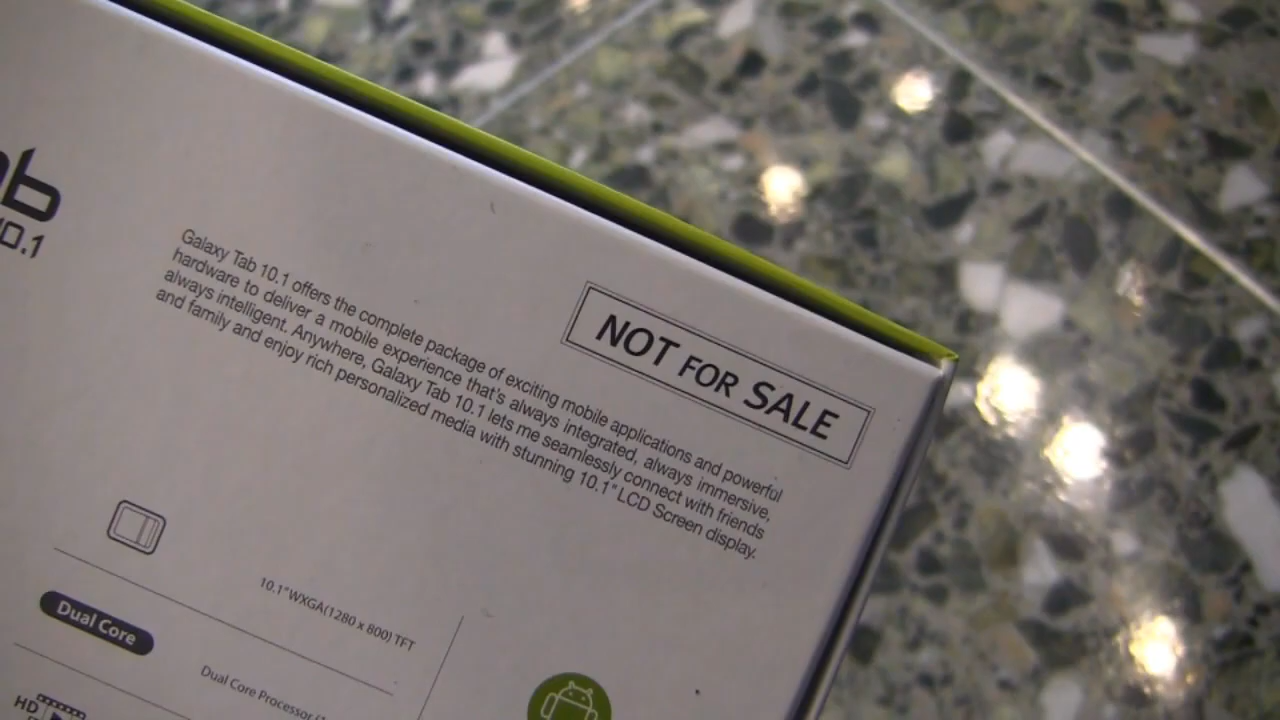 10.1
NOT FOR SALE
Galaxy Tab 10.1 offers the complete package of exciting mobile applications and powerful
hardware to deliver a mobile experience that's always integrated, always immersive,
always intelligent. Anywhere, Galaxy Tab 10.1 lets me seamlessly connect with friends
and family and enjoy rich personalized media with stunning 10.1" LCD Screen display.
10.1"WXGA(1280 x 800) TFT
Dual Core
Dual Core Processor
HD